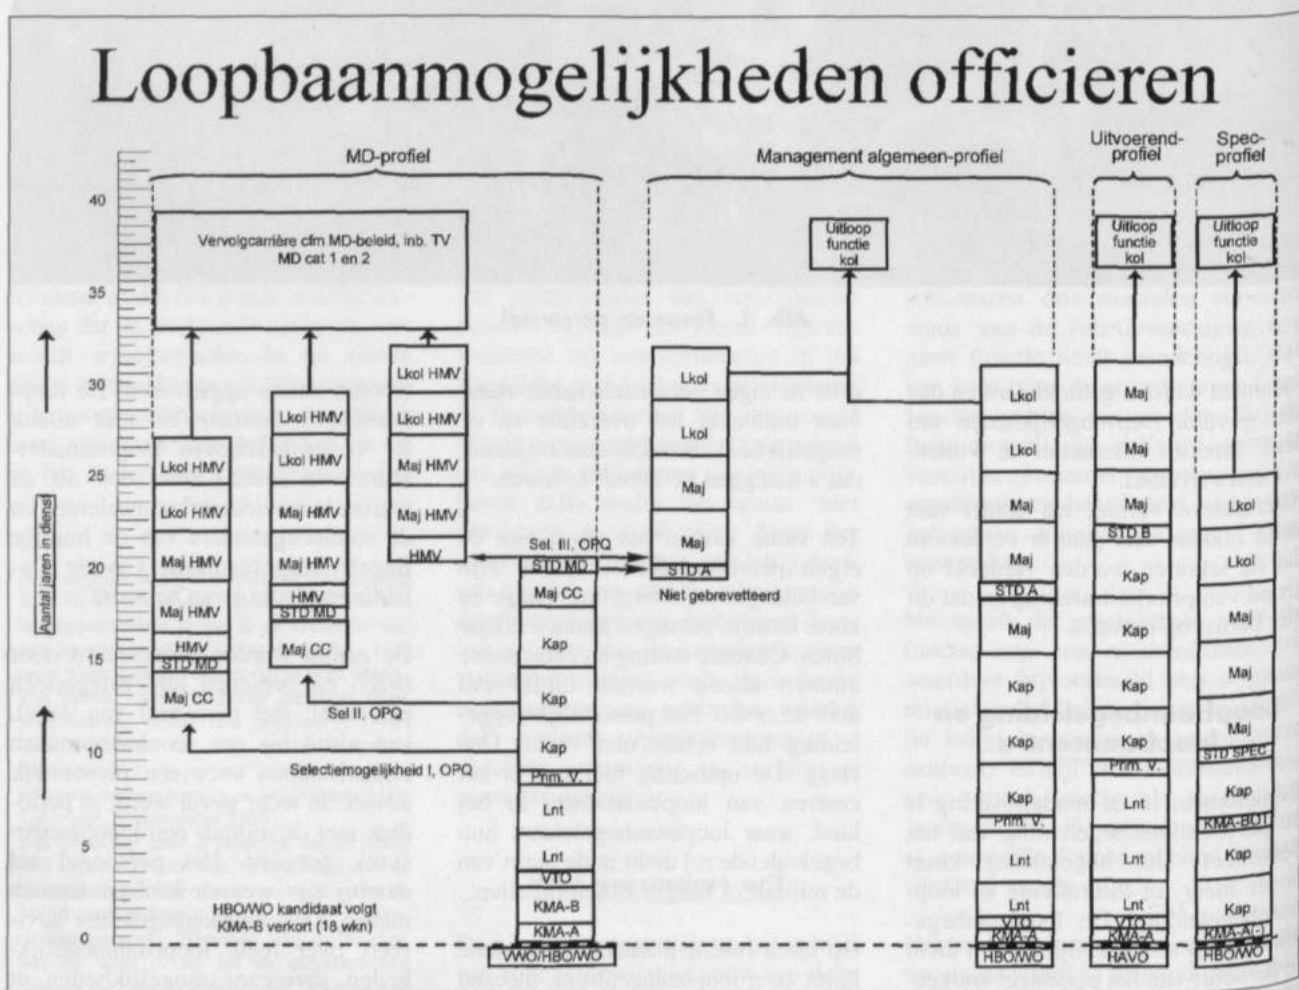 Loopbaanmogelijkheden officieren
MD-profiel
Management algemeen-profiel
Uitvoerend-
profiel
Spec-
profiel
Aantal jaren in dienst
40
35
30
25
20
15
10
5
0
Vervolgcarrière cfm MD-beleid, inb. TV
MD cat 1 en 2
Lkol HMV
Lkol HMV
Maj HMV
Maj HMV
HMV
STD MD
Maj CC
Lkol HMV
Lkol HMV
Maj HMV
Maj HMV
HMV
STD MD
Maj CC
Sel II, OPQ
Selectiemogelijkheid I, OPQ
Lkol HMV
Lkol HMV
Maj HMV
Maj HMV
HMV
Sel. III, OPQ
STD MD
Maj CC
Kap
Kap
Kap
Prim. V.
Lnt
Lnt
VTO
KMA-B
KMA-A
VWO/HBO/WO
HBO/WO kandidaat volgt
KMA-B verkort (18 wkn)
Uitloop
functie
kol
Lkol
Lkol
Maj
Maj
STD A
Niet gebrevetteerd
Lkol
Lkol
Maj
Maj
STD A
Maj
Kap
Kap
Kap
Prim. V.
Lnt
Lnt
VTO
KMA-A
HBO/WO
Uitloop
functie
kol
Maj
Maj
Maj
STD B
Kap
Kap
Kap
Kap
Prim. V.
Lnt
Lnt
Lnt
VTO
KMA-A
HAVO
Uitloop
functie
kol
Lkol
Lkol
Maj
Maj
Maj
STD SPEC
Kap
KMA-BOT
Kap
Kap
KMA-A(-)
HBO/WO